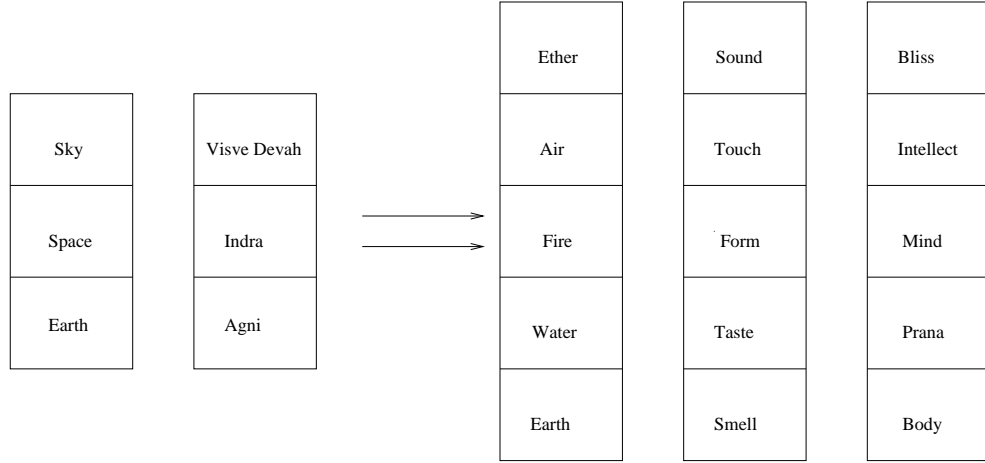 Ether Sound Bliss
Sky Visve Devah Air Touch Intellect
Space Indra Fire Form Mind
Earth Agni Water Taste Prana
Earth Smell Body